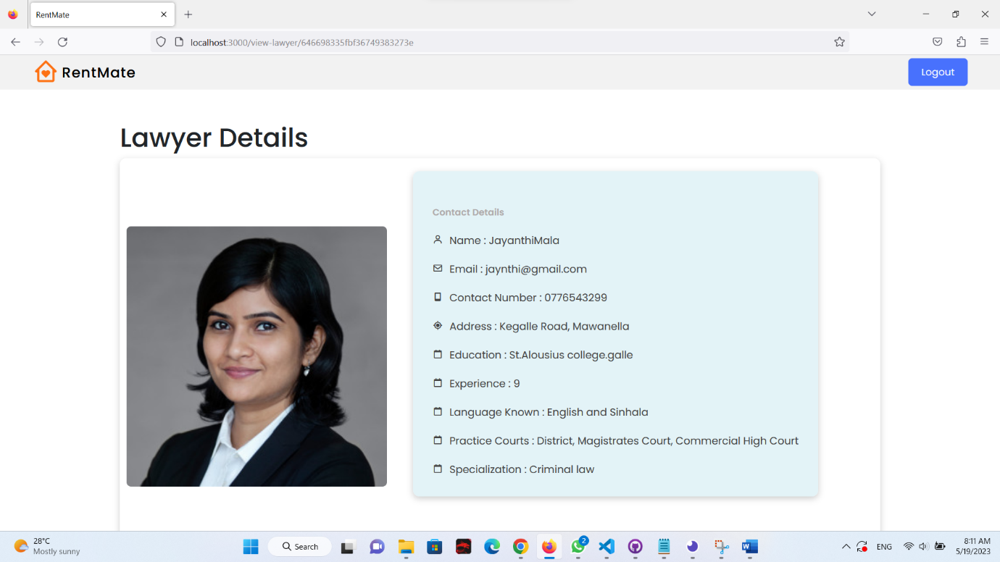 RentMate
localhost:3000/view-lawyer/646698335fbf36749383273e
RentMate
Logout
Lawyer Details
Contact Details
Name : JayanthiMala
Email : jaynthi@gmail.com
Contact Number : 0776543299
Address : Kegalle Road, Mawanella
Education : St.Alousius college.galle
Experience : 9
Language Known : English and Sinhala
Practice Courts : District, Magistrates Court, Commercial High Court
Specialization : Criminal law
28°C
Mostly sunny
Search
2
ENG
8:11 AM
5/19/2023